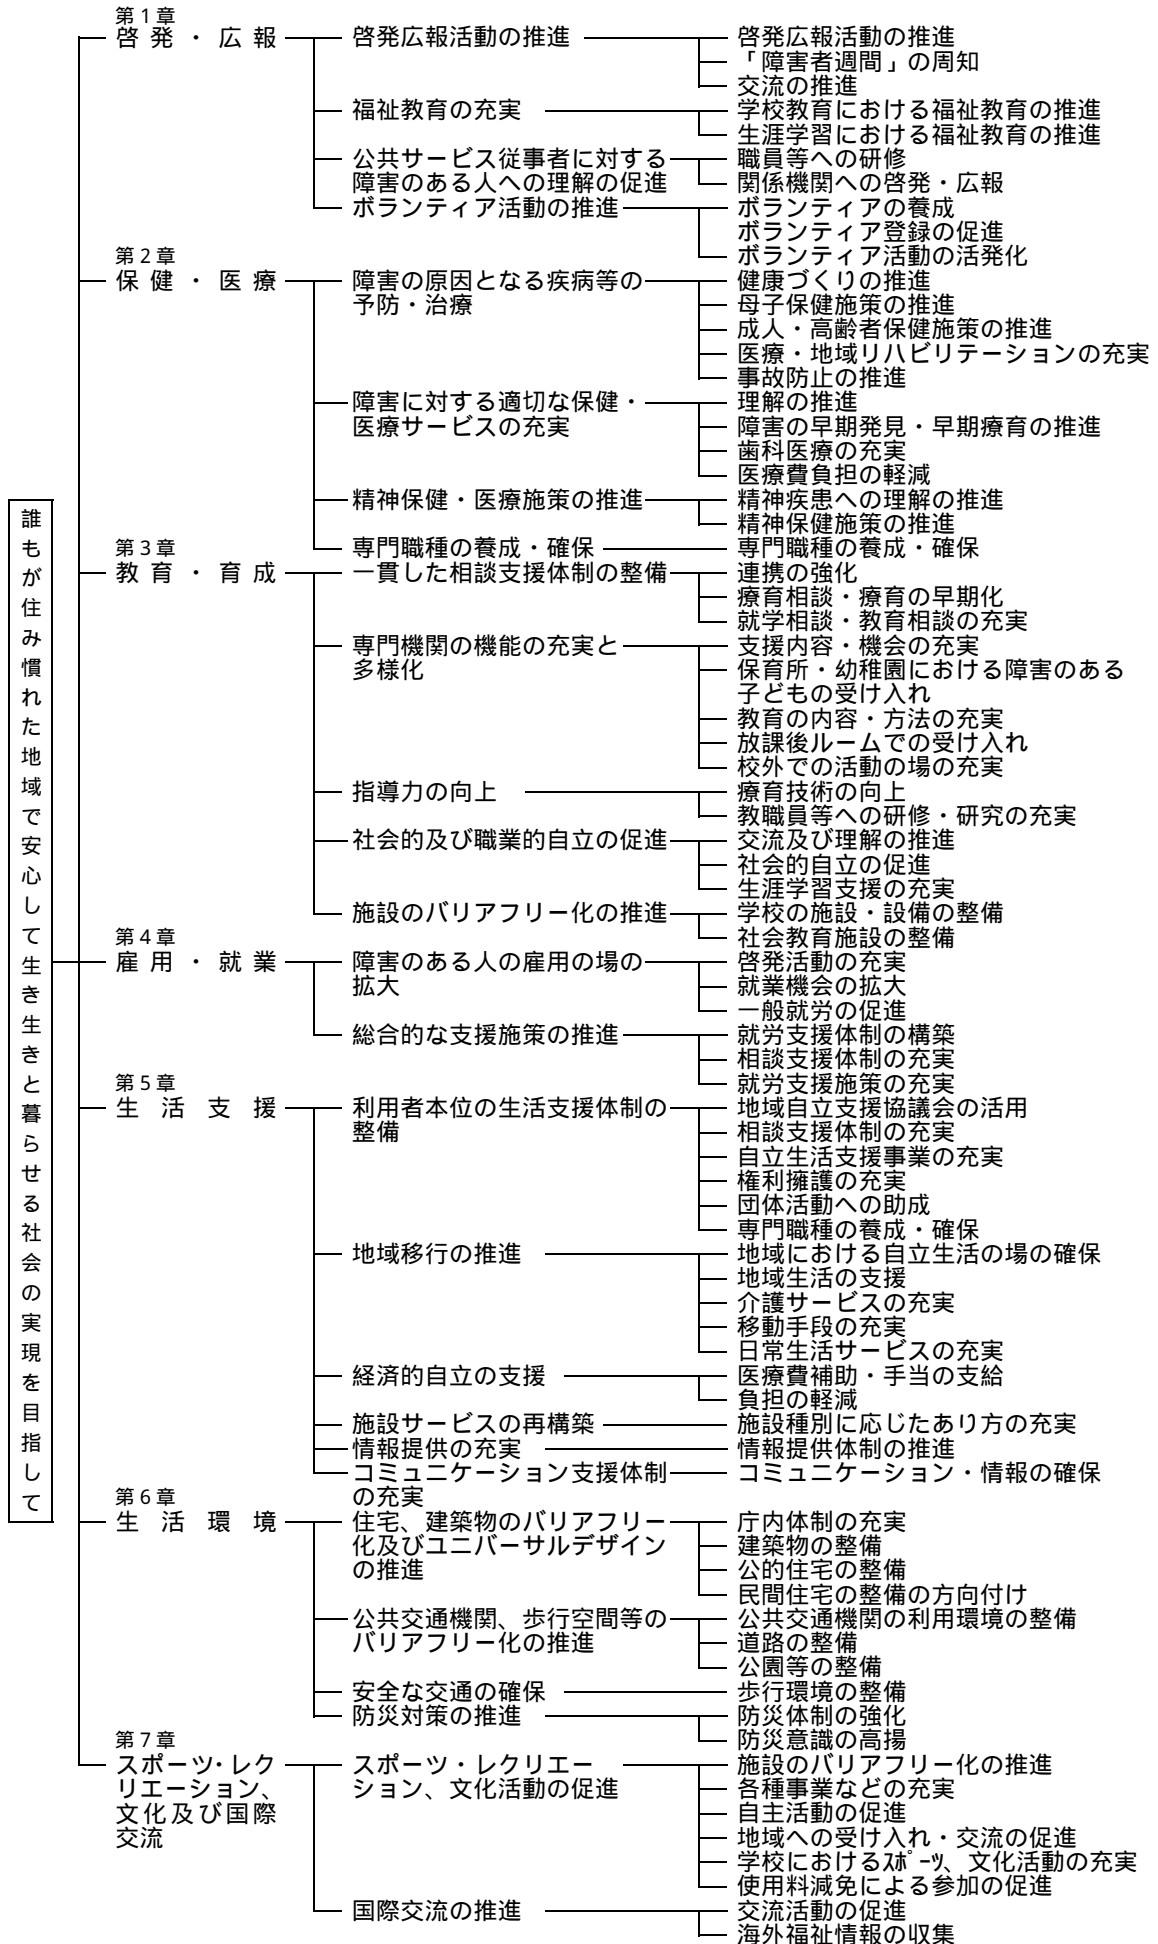 誰もが住み慣れた地域で安心して生き生きと暮らせる社会の実現を目指して
第1章
啓発・広報
啓発広報活動の推進
啓発広報活動の推進
「障害者週間」の周知
交流の推進
福祉教育の充実
学校教育における福祉教育の推進
生涯学習における福祉教育の推進
公共サービス従事者に対する
障害のある人への理解の促進
職員等への研修
関係機関への啓発・広報
ボランティア活動の推進
ボランティアの養成
ボランティア登録の促進
ボランティア活動の活発化
第2章
保健・医療
障害の原因となる疾病等の
予防・治療
健康づくりの推進
母子保健施策の推進
成人・高齢者保健施策の推進
医療・地域リハビリテーションの充実
事故防止の推進
障害に対する適切な保健・
医療サービスの充実
理解の推進
障害の早期発見・早期療育の推進
歯科医療の充実
医療費負担の軽減
精神保健・医療施策の推進
精神疾患への理解の推進
精神保健施策の推進
専門職種の養成・確保
専門職種の養成・確保
第3章
教育・育成
一貫した相談支援体制の整備
連携の強化
療育相談・療育の早期化
就学相談・教育相談の充実
専門機関の機能の充実と
多様化
支援内容・機会の充実
保育所・幼稚園における障害のある
子どもの受け入れ
教育の内容・方法の充実
放課後ルームでの受け入れ
校外での活動の場の充実
指導力の向上
療育技術の向上
教職員等への研修・研究の充実
社会的及び職業的自立の促進
交流及び理解の推進
社会的自立の促進
生涯学習支援の充実
施設のバリアフリー化の推進
学校の施設・設備の整備
社会教育施設の整備
第4章
雇用・就業
障害のある人の雇用の場の
拡大
啓発活動の充実
就業機会の拡大
一般就労の促進
総合的な支援施策の推進
就労支援体制の構築
相談支援体制の充実
就労支援施策の充実
第5章
生活支援
利用者本位の生活支援体制の
整備
地域自立支援協議会の活用
相談支援体制の充実
自立生活支援事業の充実
権利擁護の充実
団体活動への助成
専門職種の養成・確保
地域移行の推進
地域における自立生活の場の確保
地域生活の支援
介護サービスの充実
移動手段の充実
日常生活サービスの充実
経済的自立の支援
医療費補助・手当の支給
負担の軽減
施設サービスの再構築
施設種別に応じたあり方の充実
情報提供の充実
情報提供体制の推進
コミュニケーション支援体制
の充実
コミュニケーション・情報の確保
第6章
生活環境
住宅、建築物のバリアフリー
化及びユニバーサルデザイン
の推進
庁内体制の充実
建築物の整備
公的住宅の整備
民間住宅の整備の方向付け
公共交通機関、歩行空間等の
バリアフリー化の推進
公共交通機関の利用環境の整備
道路の整備
公園等の整備
安全な交通の確保
歩行環境の整備
防災対策の推進
防災体制の強化
防災意識の高揚
第7章
スポーツ・レク
リエーション、
文化及び国際
交流
スポーツ・レクリエー
ション、文化活動の促進
施設のバリアフリー化の推進
各種事業などの充実
自主活動の促進
地域への受け入れ・交流の促進
学校におけるｽﾎﾟｰﾂ、文化活動の充実
使用料減免による参加の促進
国際交流の推進
交流活動の促進
海外福祉情報の収集